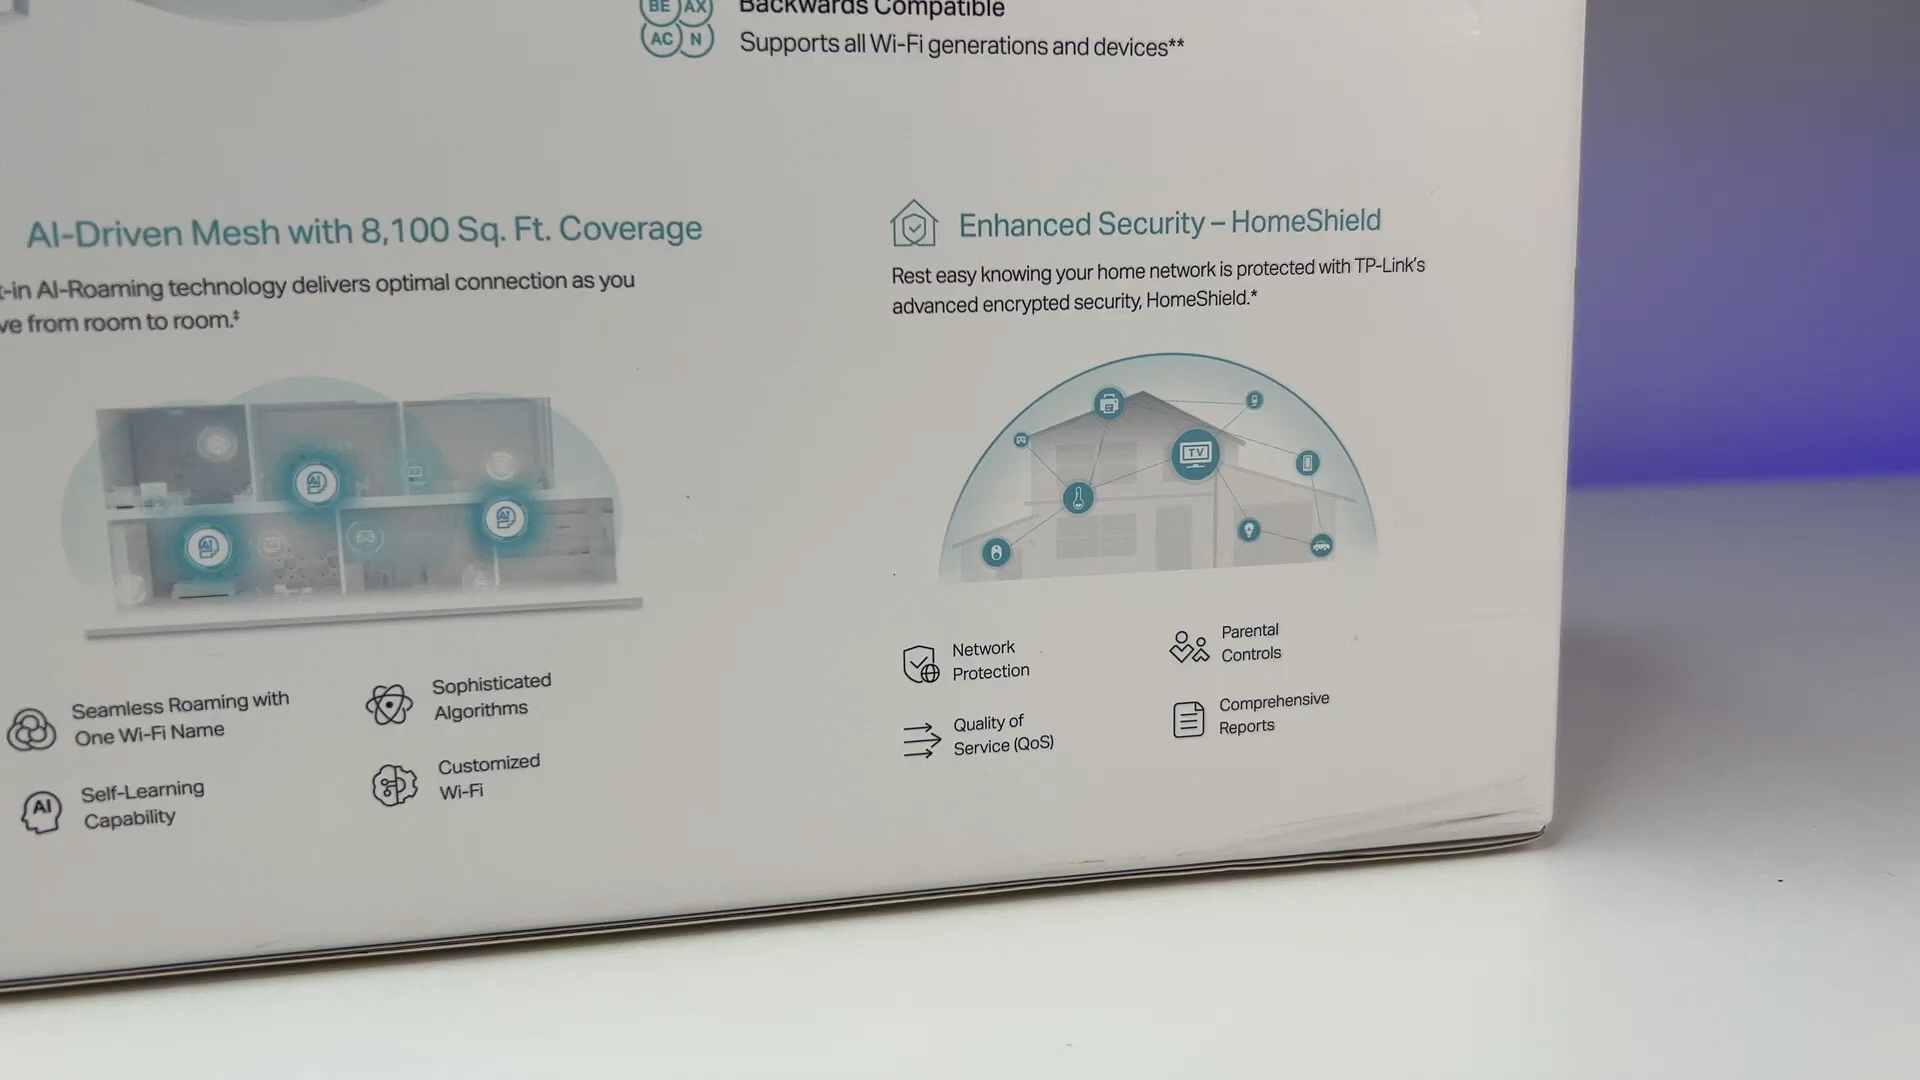 BE AX
AC N
Backwards Compatible
Supports all Wi-Fi generations and devices**
AI-Driven Mesh with 8,100 Sq. Ft. Coverage
-in AI-Roaming technology delivers optimal connection as you
ve from room to room.‡
AI
AI
AI
Seamless Roaming with
One Wi-Fi Name
Sophisticated
Algorithms
AI
Self-Learning
Capability
Customized
Wi-Fi
Enhanced Security – HomeShield
Rest easy knowing your home network is protected with TP-Link's
advanced encrypted security, HomeShield.*
TV
Network
Protection
Parental
Controls
Quality of
Service (QoS)
Comprehensive
Reports